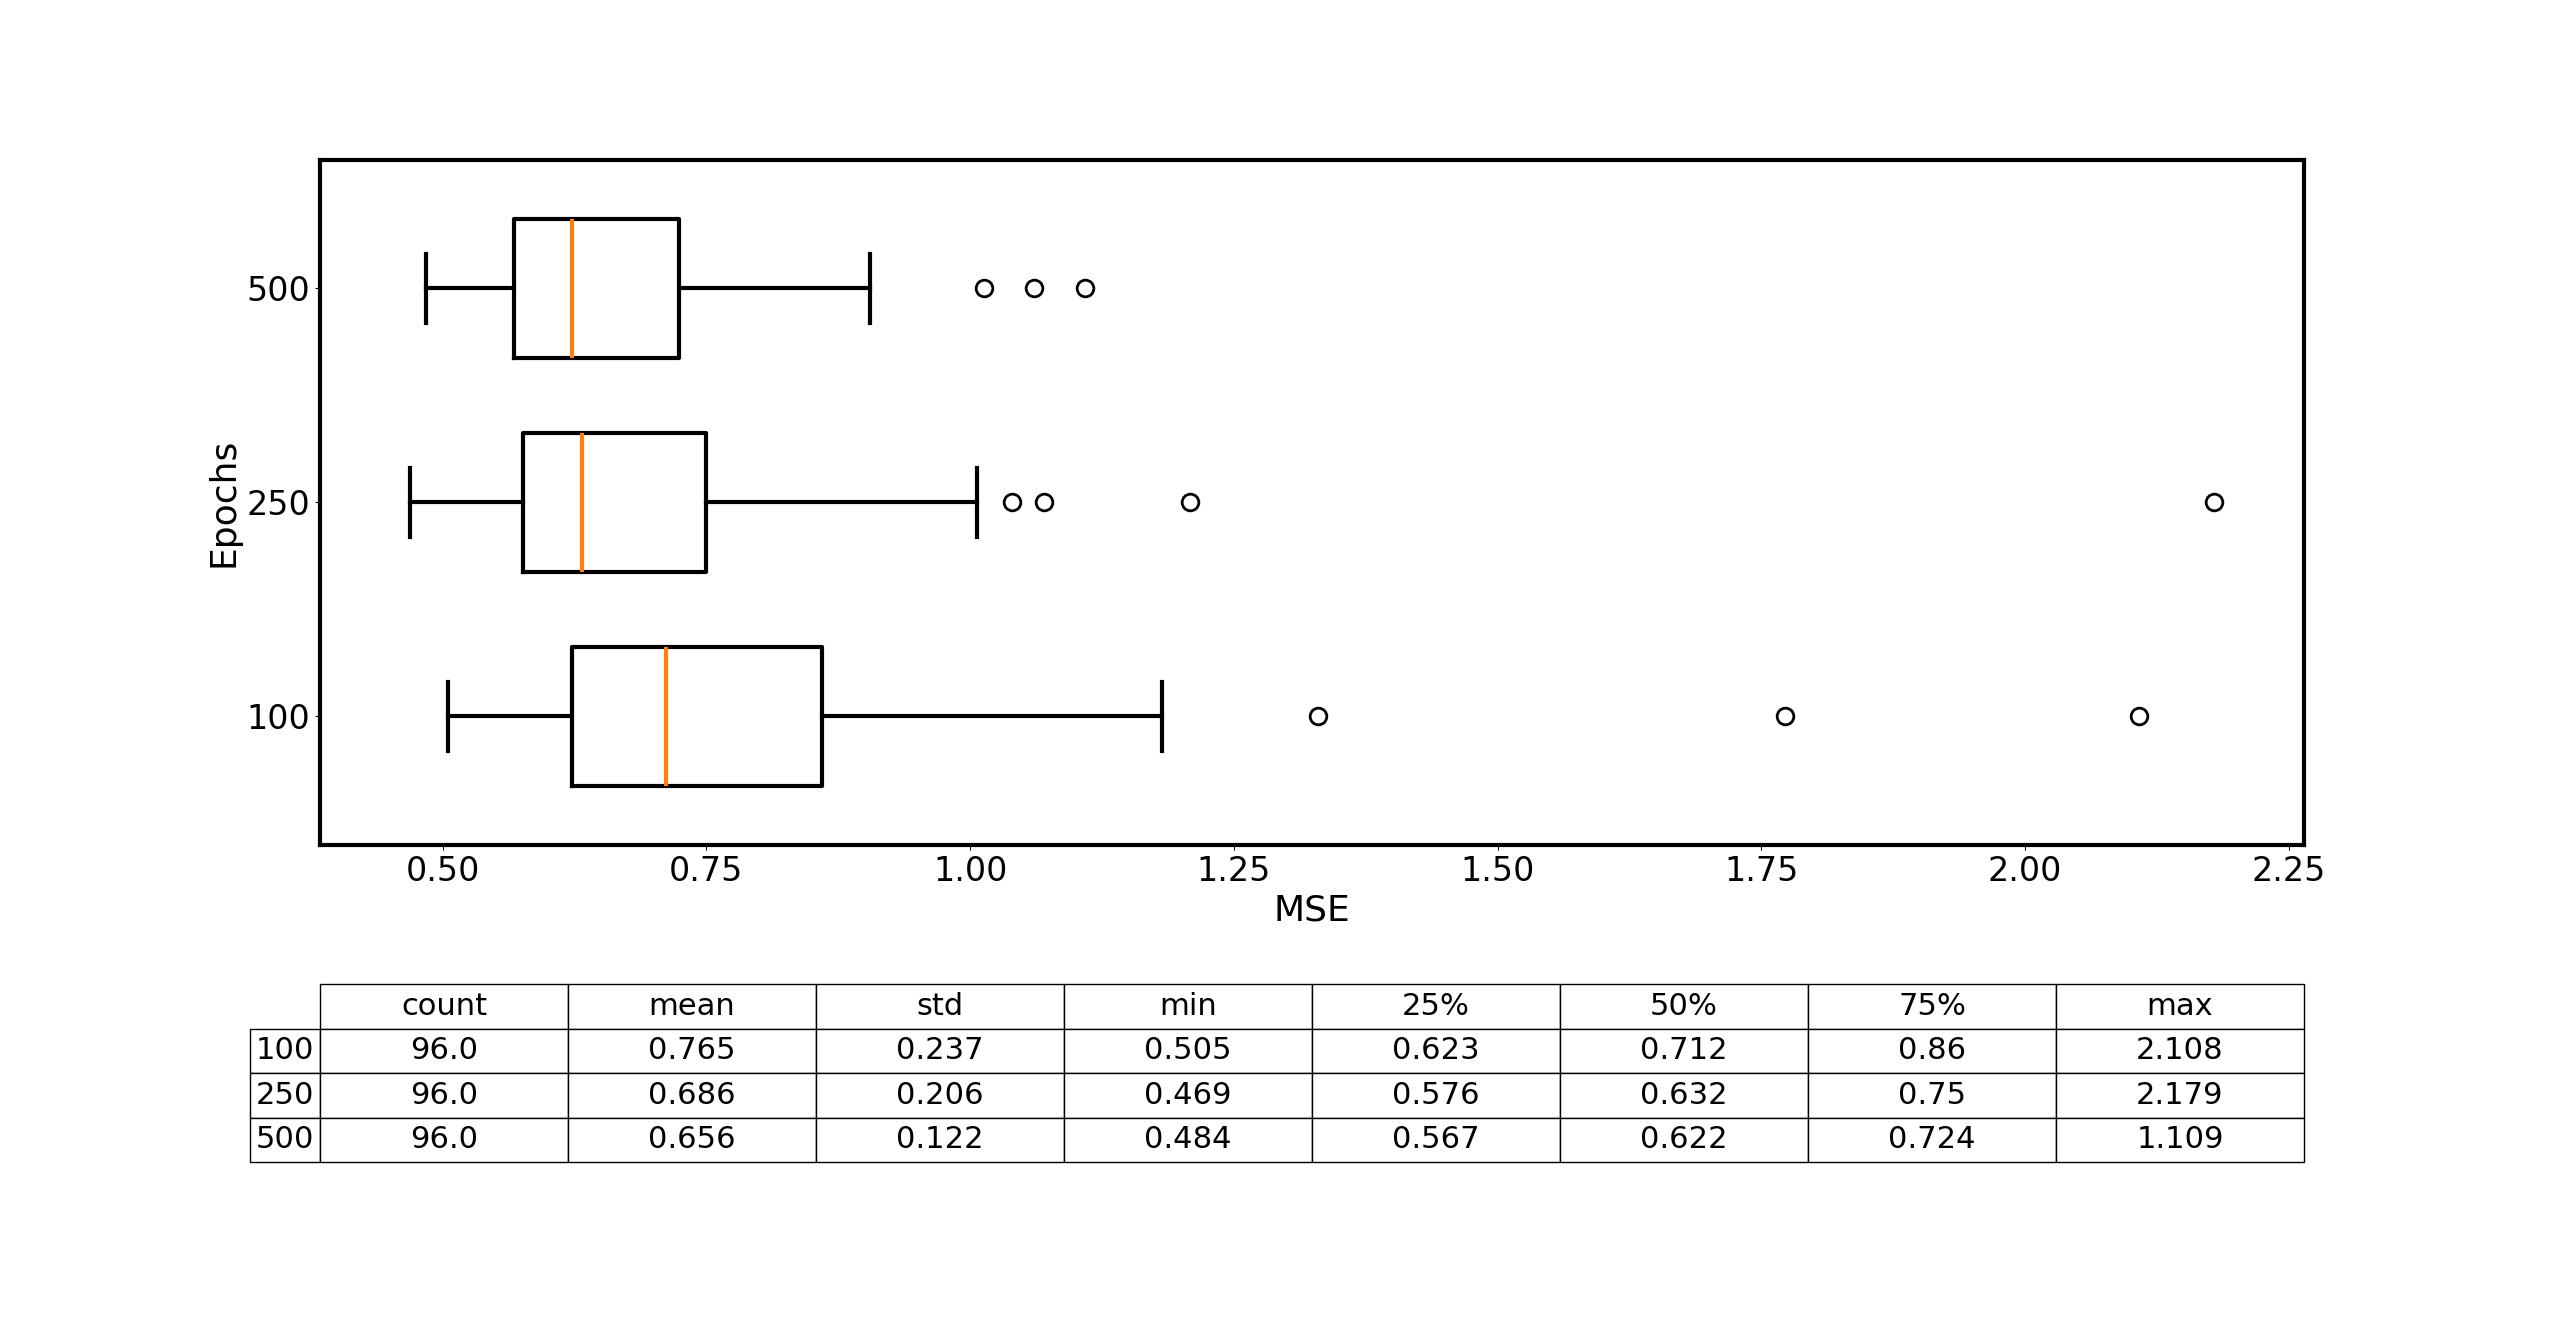 500
250
100
Epochs
0.50 0.75 1.00 1.25 1.50 1.75 2.00 2.25
MSE
count mean std min 25% 50% 75% max
100 96.0 0.765 0.237 0.505 0.623 0.712 0.86 2.108
250 96.0 0.686 0.206 0.469 0.576 0.632 0.75 2.179
500 96.0 0.656 0.122 0.484 0.567 0.622 0.724 1.109